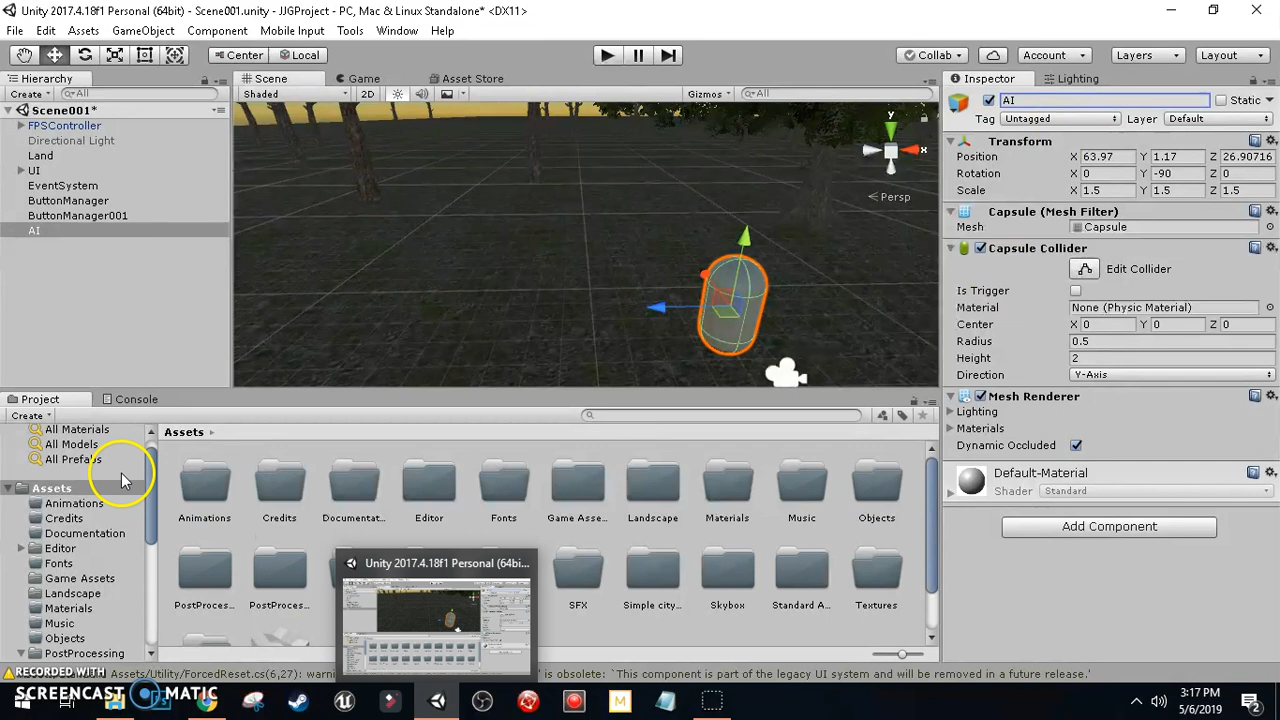 Unity 2017.4.18f1 Personal (64bit) - Scene001.unity - JJGProject - PC, Mac & Linux Standalone* <DX11>
File Edit Assets GameObject Component Mobile Input Tools Window Help
Center Local Collab Account Layers Layout
Hierarchy Scene Game Asset Store Inspector Lighting
Create All Shaded 2D Gizmos All AI Static
Scene001*
Tag Untagged Layer Default
FPSController
Directional Light
Land
UI
EventSystem
ButtonManager
ButtonManager001
AI
y
x
Persp
Transform
Position X 63.97 Y 1.17 Z 26.90716
Rotation X 0 Y -90 Z 0
Scale X 1.5 Y 1.5 Z 1.5
Capsule (Mesh Filter)
Mesh Capsule
Capsule Collider
Edit Collider
Is Trigger
Material None (Physic Material)
Center X 0 Y 0 Z 0
Radius 0.5
Height 2
Direction Y-Axis
Mesh Renderer
Lighting
Materials
Dynamic Occluded
Default-Material
Shader Standard
Add Component
Project Console
Create
All Materials
All Models
All Prefabs
Assets
Animations
Credits
Documentation
Editor
Fonts
Game Assets
Landscape
Materials
Music
Objects
PostProcessing
Assets
Animations Credits Documentat... Editor Fonts Game Asse... Landscape Materials Music Objects
Unity 2017.4.18f1 Personal (64bi...
PostProces... PostProces... SFX Simple city... Skybox Standard A... Textures
Assets/Utility/ForcedReset.cs(6,27): warni is obsolete: 'This component is part of the legacy UI system and will be removed in a future release.'
RECORDED WITH
SCREENCAST MATIC
3:17 PM
5/6/2019